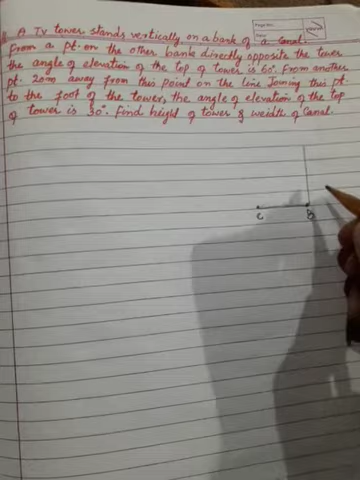 A TV tower stands vertically on a bank of a canal.
From a pt. on the other bank directly opposite the tower
the angle of elevation of the top of tower is 60°. From another
pt. 20m away from this point on the line joining this pt.
to the foot of the tower, the angle of elevation of the top
of tower is 30°. Find height of tower & weidth of Canal.
C B